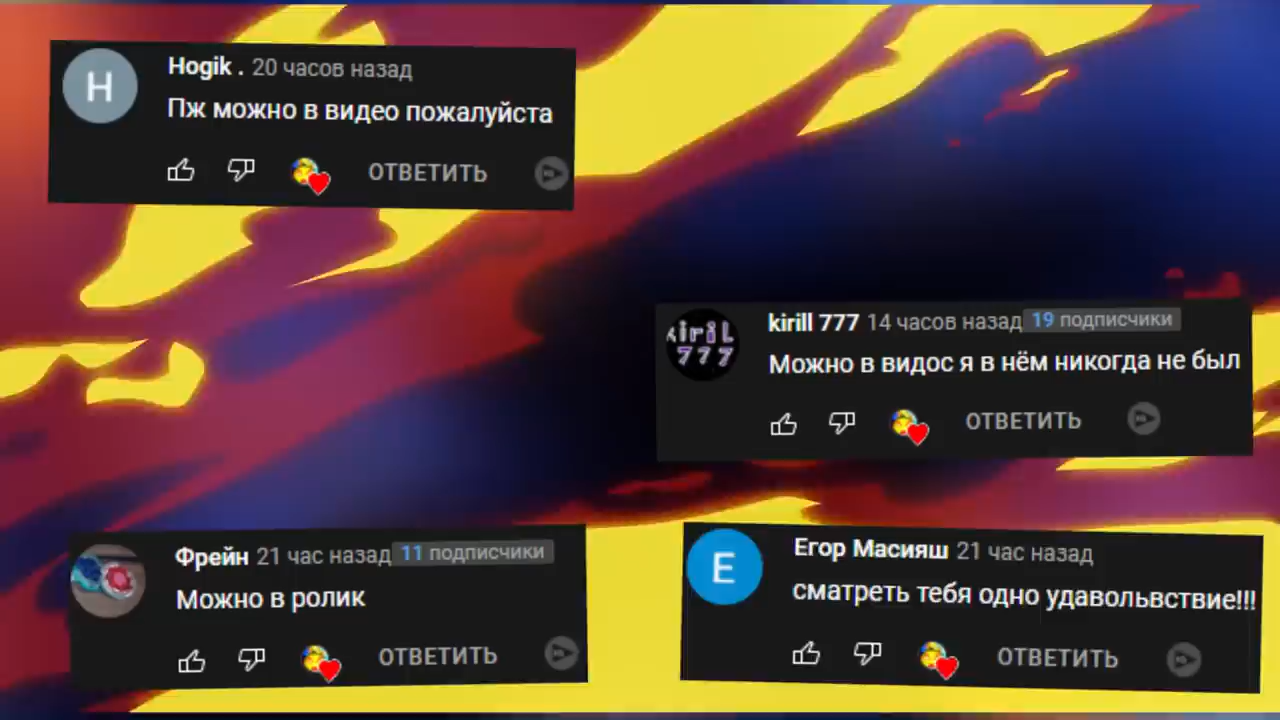 H
Hogik . 20 часов назад
Пж можно в видео пожалуйста
ОТВЕТИТЬ
kiriL
777
kirill 777 14 часов назад 19 подписчики
Можно в видос я в нём никогда не был
ОТВЕТИТЬ
Фрейн 21 час назад 11 подписчики
Можно в ролик
ОТВЕТИТЬ
Е
Егор Масияш 21 час назад
сматреть тебя одно удавольвствие!!!
ОТВЕТИТЬ